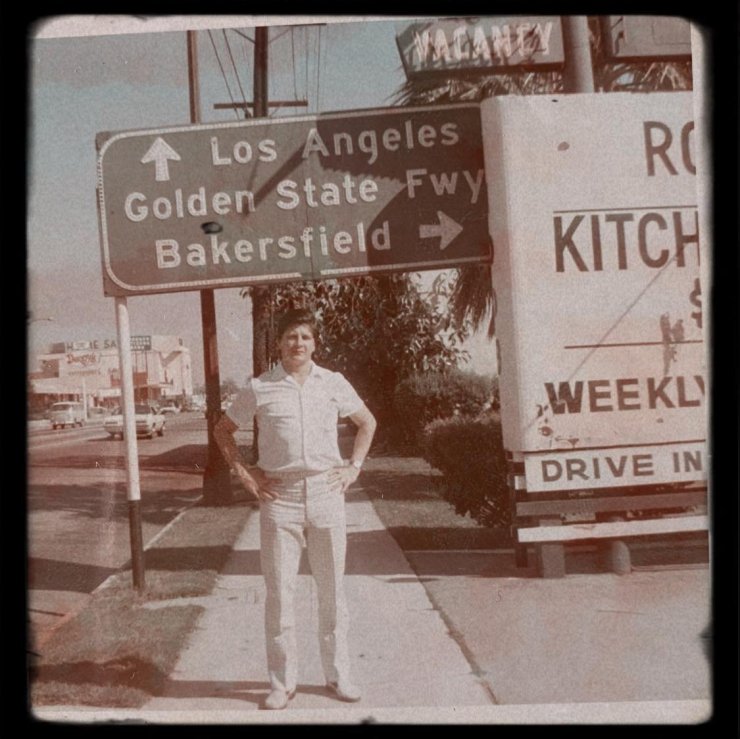 VACANCY
Los Angeles
Golden State Fwy
Bakersfield
RO
KITCH
$
WEEKLY
DRIVE IN